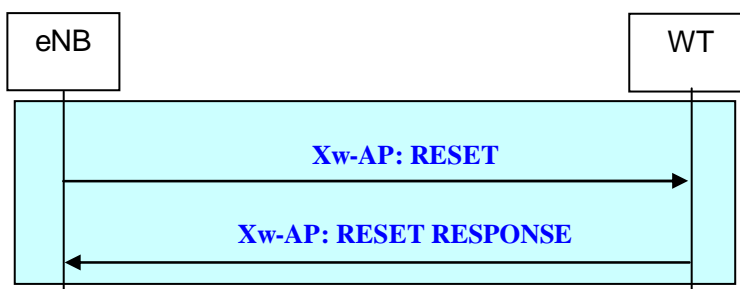 eNB
WT
Xw-AP: RESET
Xw-AP: RESET RESPONSE